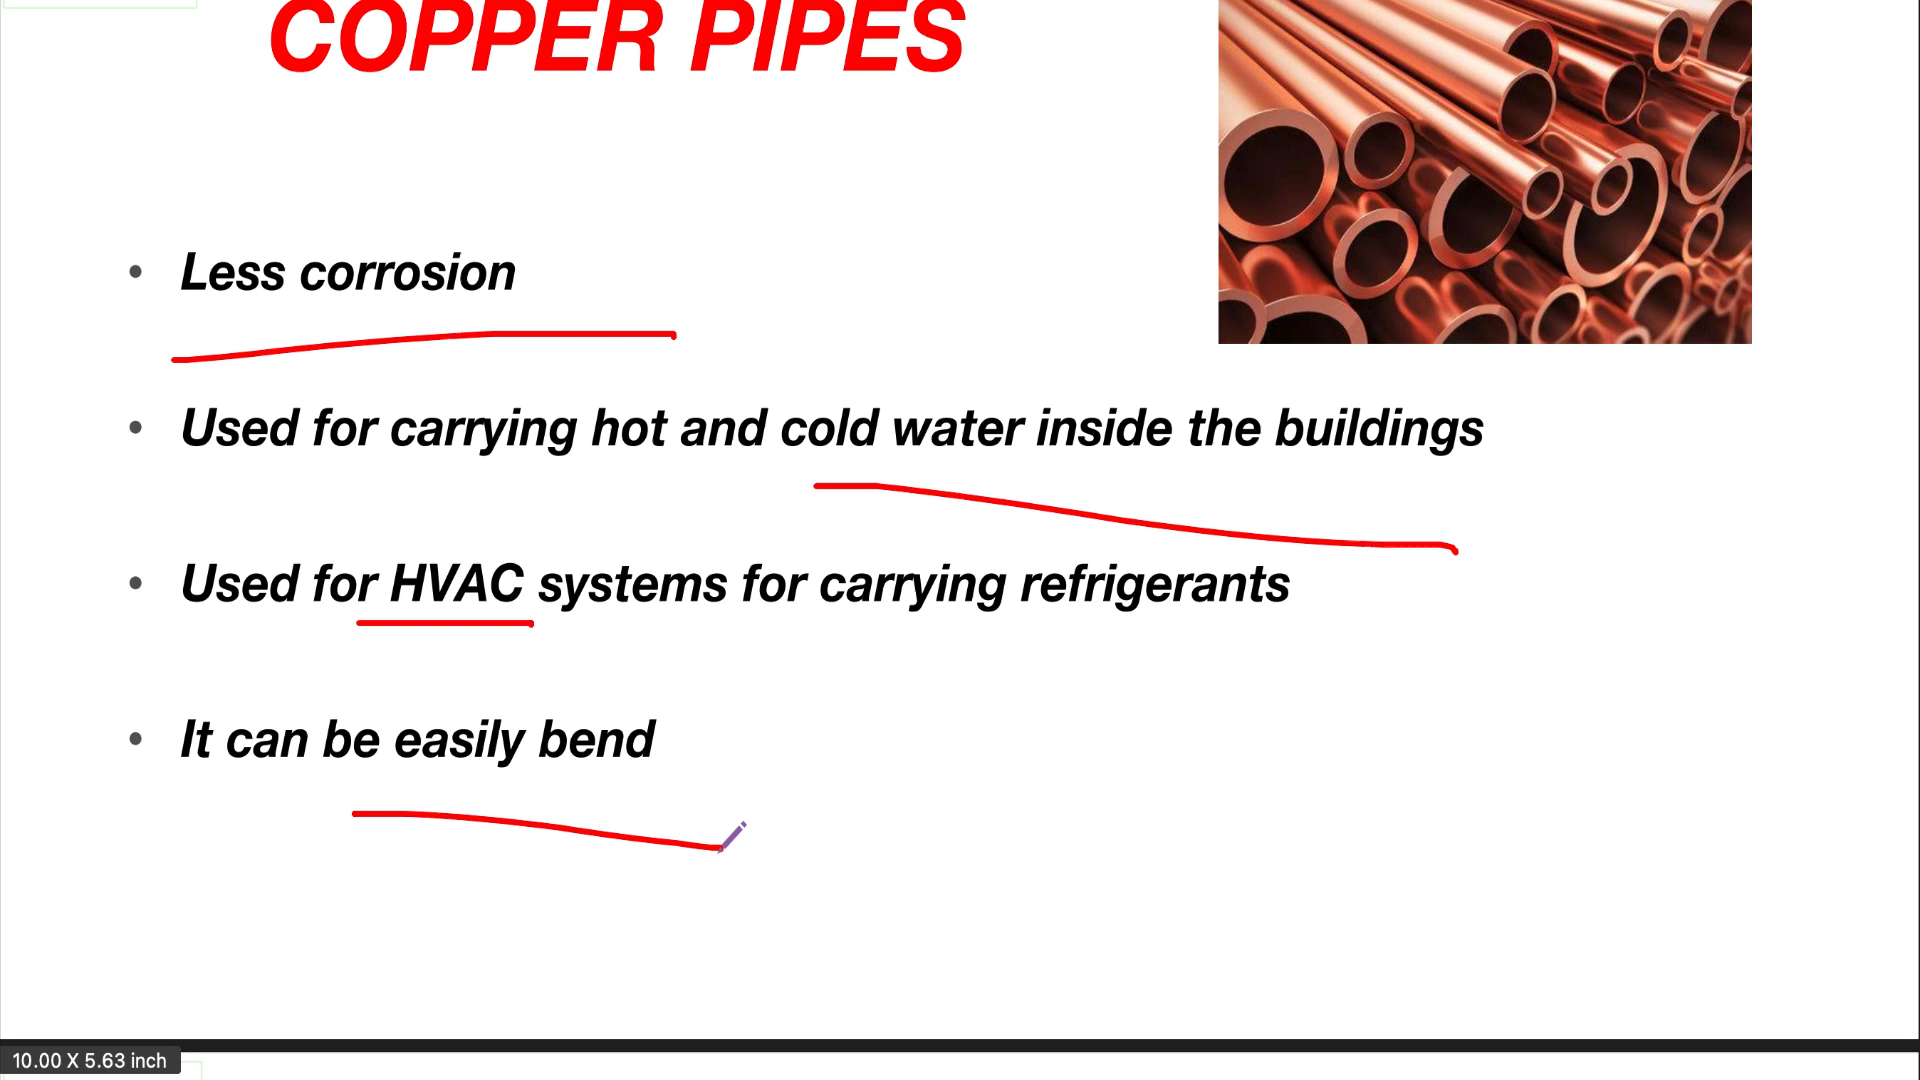 COPPER PIPES
• Less corrosion
• Used for carrying hot and cold water inside the buildings
• Used for HVAC systems for carrying refrigerants
• It can be easily bend
10.00 X 5.63 inch